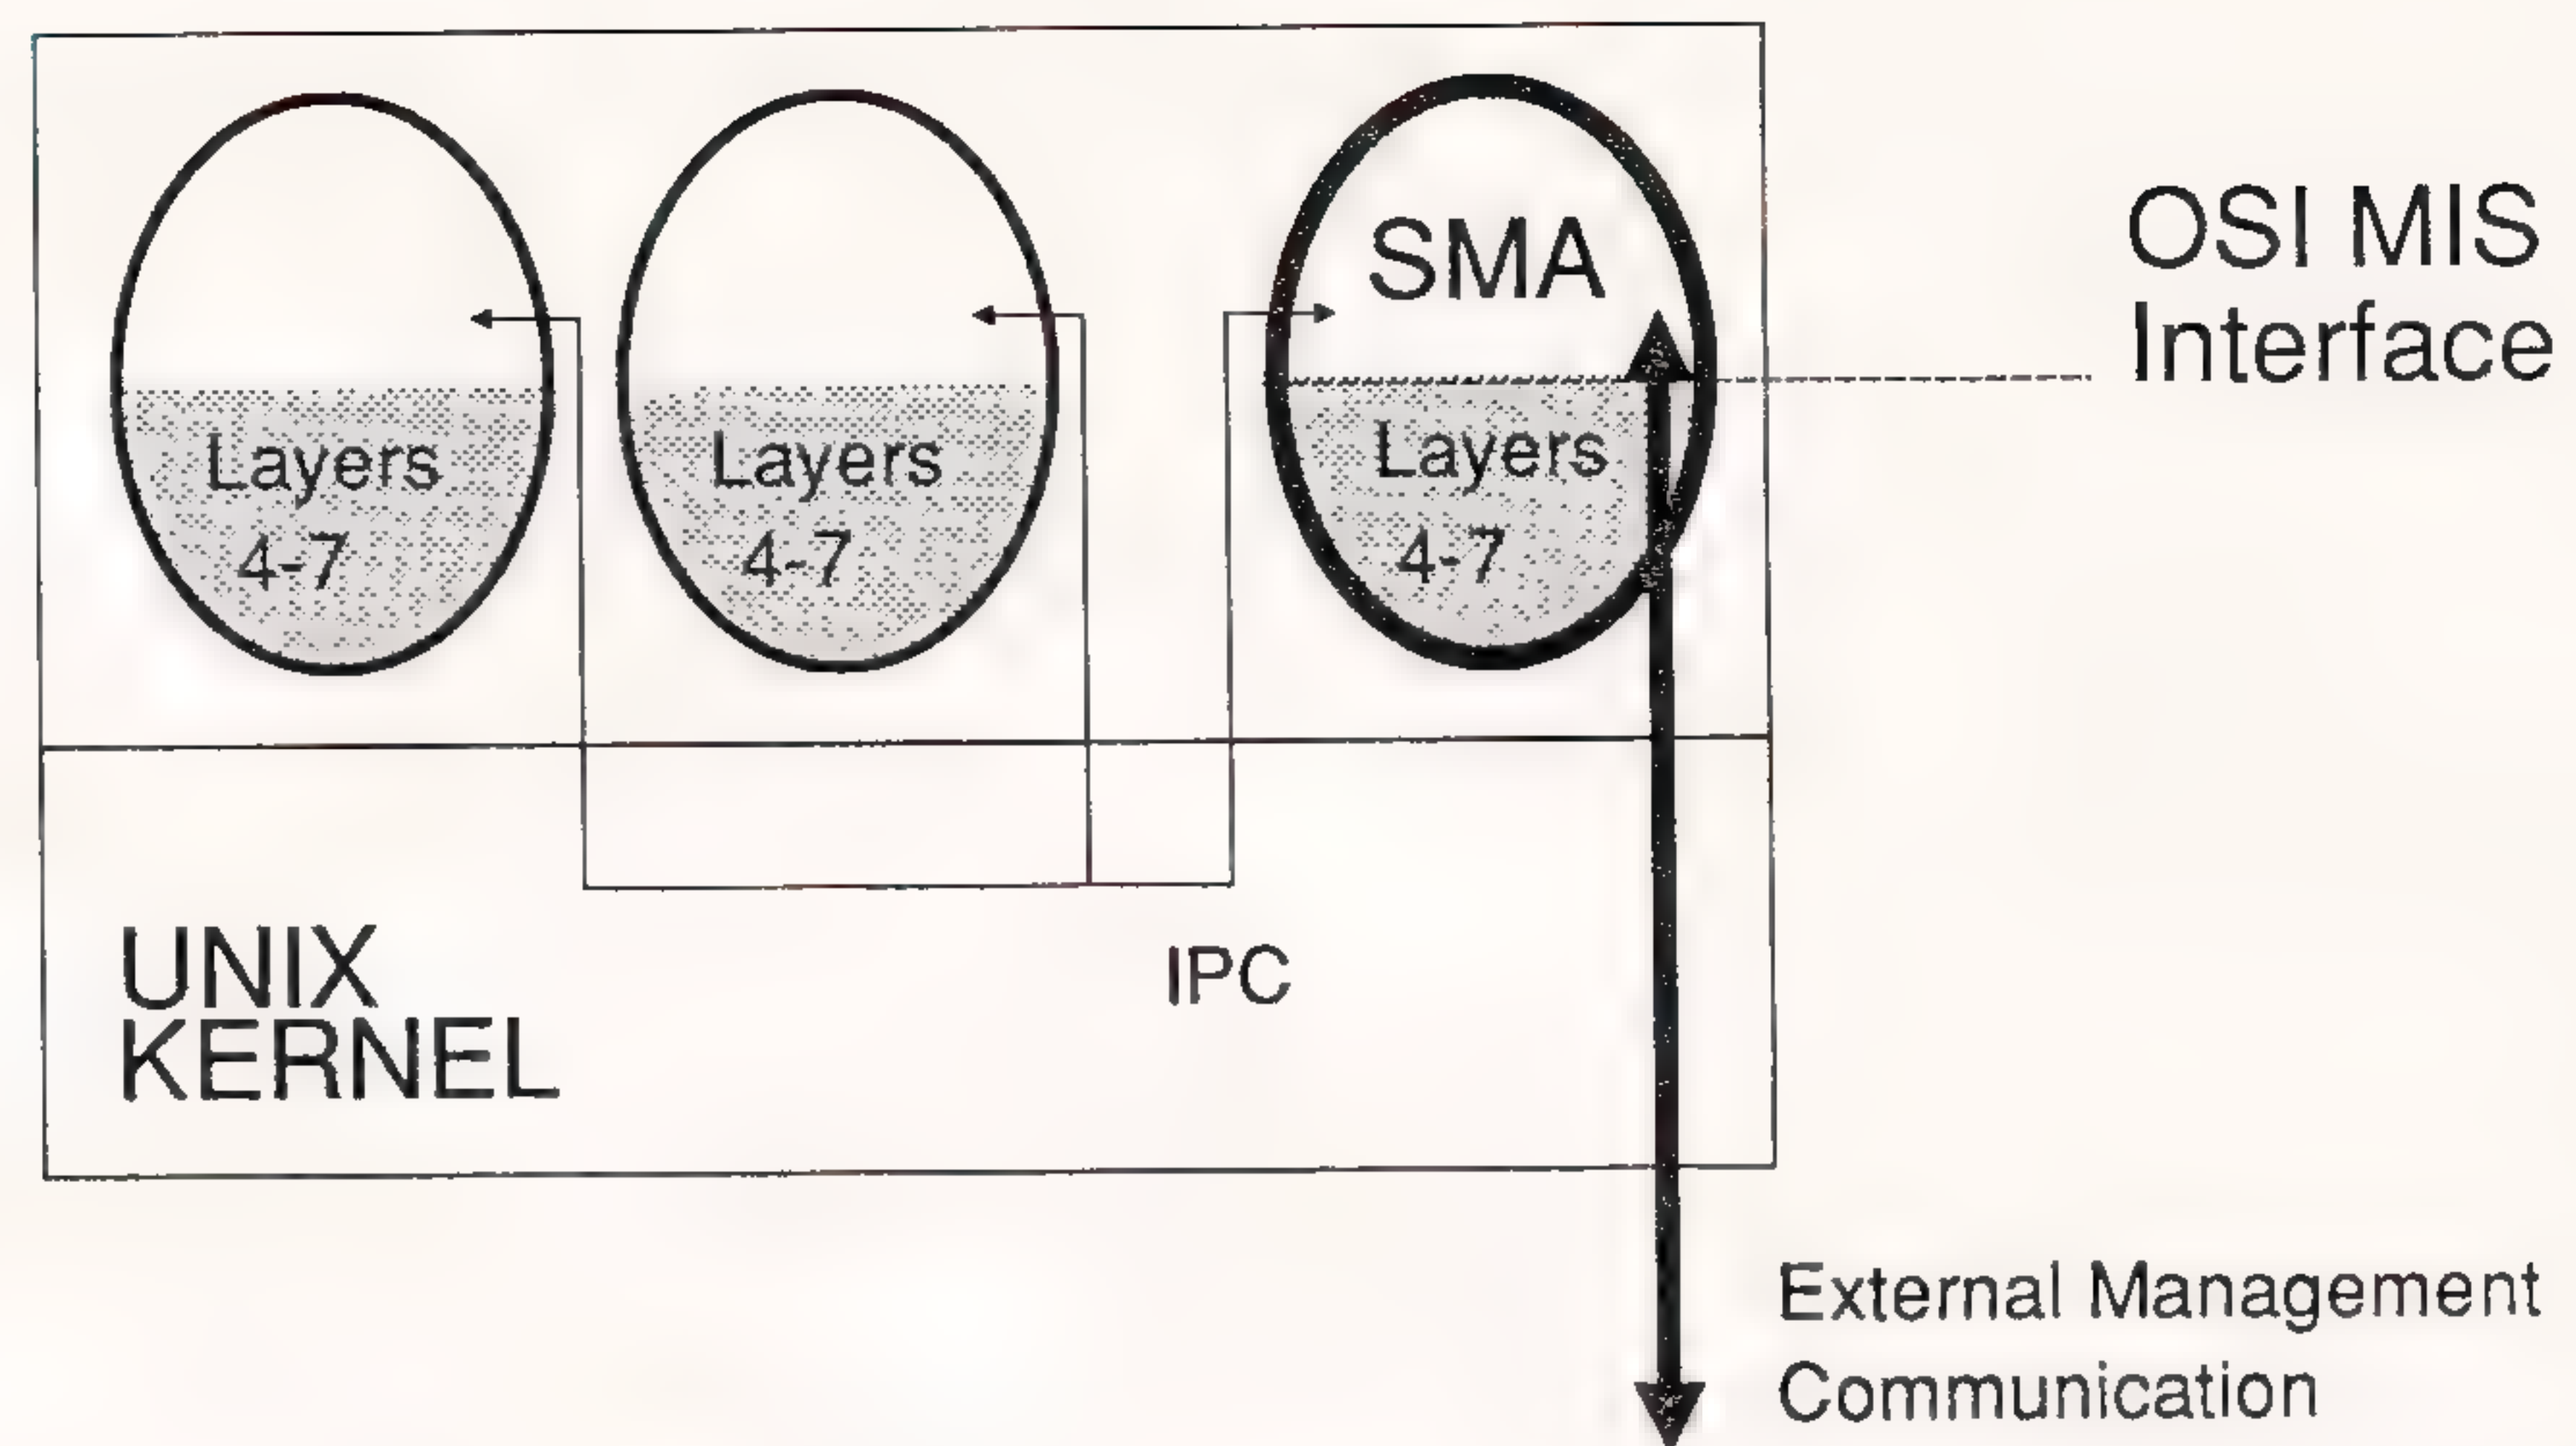 SMA
OSI MIS
Interface
Layers
4-7
Layers
4-7
Layers
4-7
UNIX
KERNEL
IPC
External Management
Communication